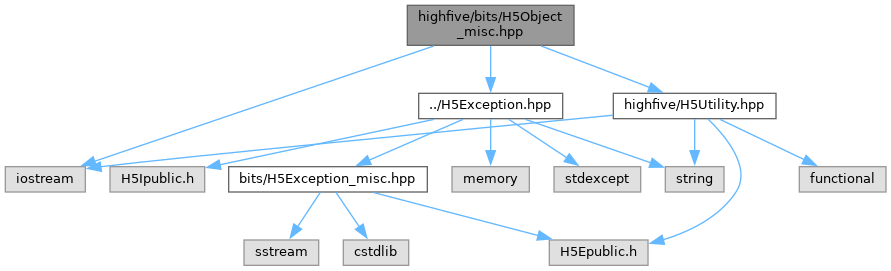 highfive/bits/H5Object
_misc.hpp
../H5Exception.hpp
highfive/H5Utility.hpp
iostream
H5Ipublic.h
bits/H5Exception_misc.hpp
memory
stdexcept
string
functional
sstream
cstdlib
H5Epublic.h